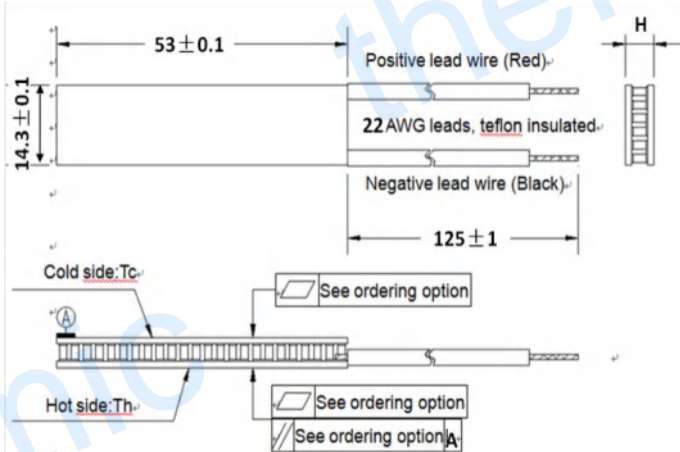 53±0.1
H
Positive lead wire (Red)
14.3±0.1
22 AWG leads, teflon insulated
Negative lead wire (Black)
125±1
Cold side:Tc
See ordering option
A
Hot side:Th
See ordering option
See ordering option A